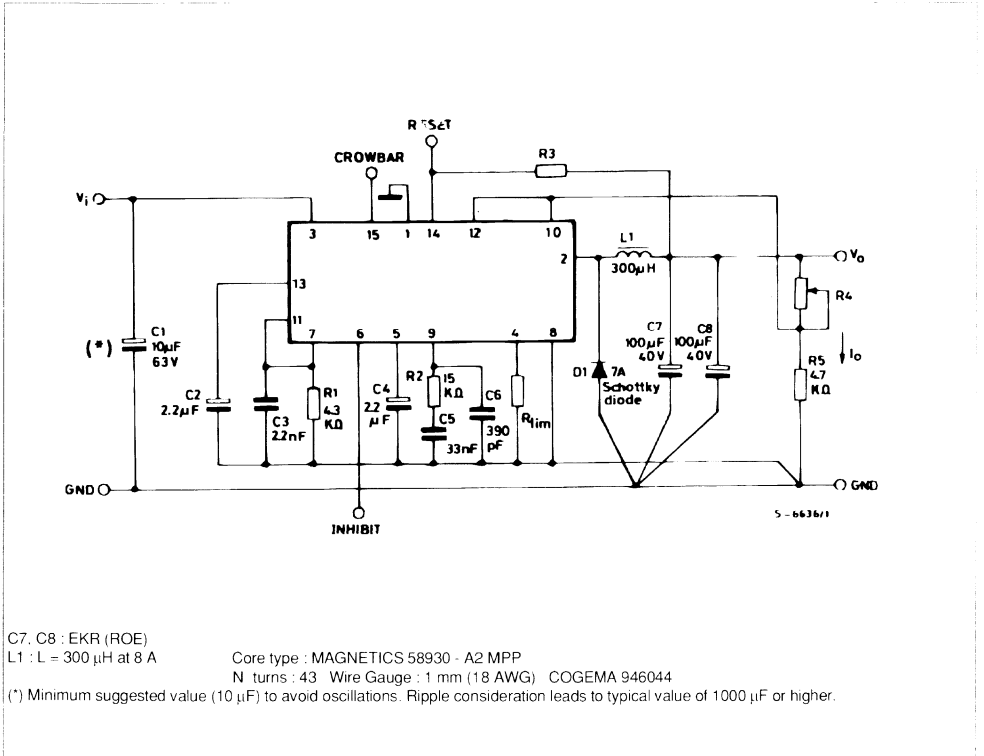 RESET
CROWBAR
R3
Vi
3
15
1
14
12
10
2
L1
300µH
Vo
13
11
7
6
5
9
4
8
R4
(*)
C1
10µF
63V
C2
2.2µF
C3
2.2nF
R1
4.3
KΩ
C4
2.2
µF
R2
15
KΩ
C5
33nF
C6
390
pF
Rlim
D1
7A
Schottky
diode
C7
100µF
40V
C8
100µF
40V
Io
R5
4.7
KΩ
GND
GND
INHIBIT
S-6636/1
C7, C8 : EKR (ROE)
L1 : L = 300 µH at 8 A Core type : MAGNETICS 58930 - A2 MPP
N turns : 43 Wire Gauge : 1 mm (18 AWG) COGEMA 946044
(*) Minimum suggested value (10 µF) to avoid oscillations. Ripple consideration leads to typical value of 1000 µF or higher.